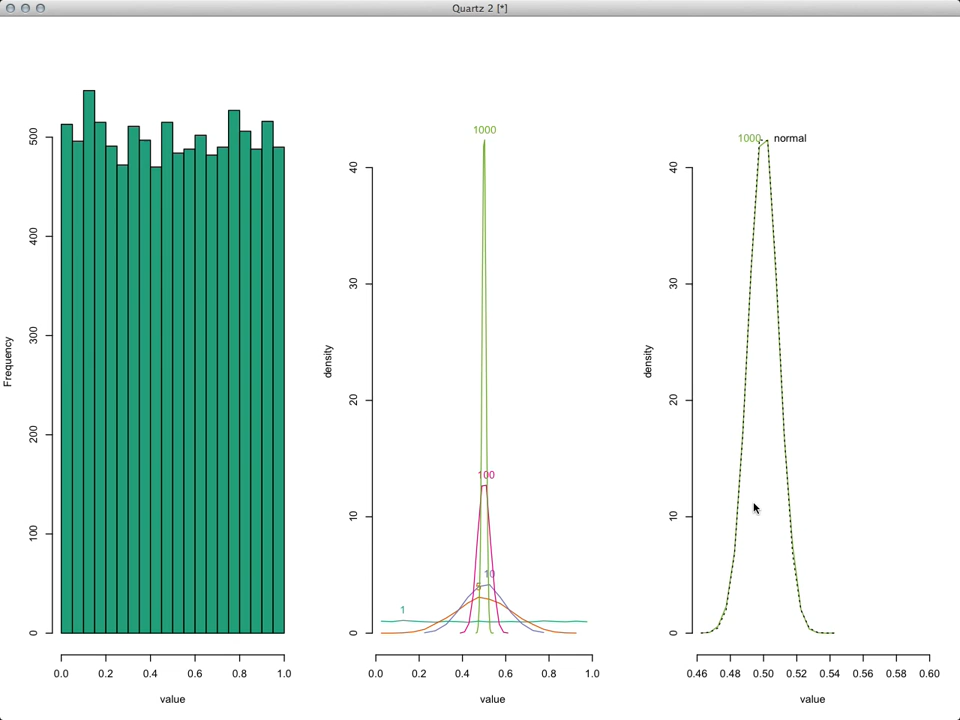 Quartz 2 [*]
Frequency
500
400
300
200
100
0
0.0 0.2 0.4 0.6 0.8 1.0
value
density
40
30
20
10
0
1000
100
10
5
1
0.0 0.2 0.4 0.6 0.8 1.0
value
density
40
30
20
10
0
1000 normal
0.46 0.48 0.50 0.52 0.54 0.56 0.58 0.60
value